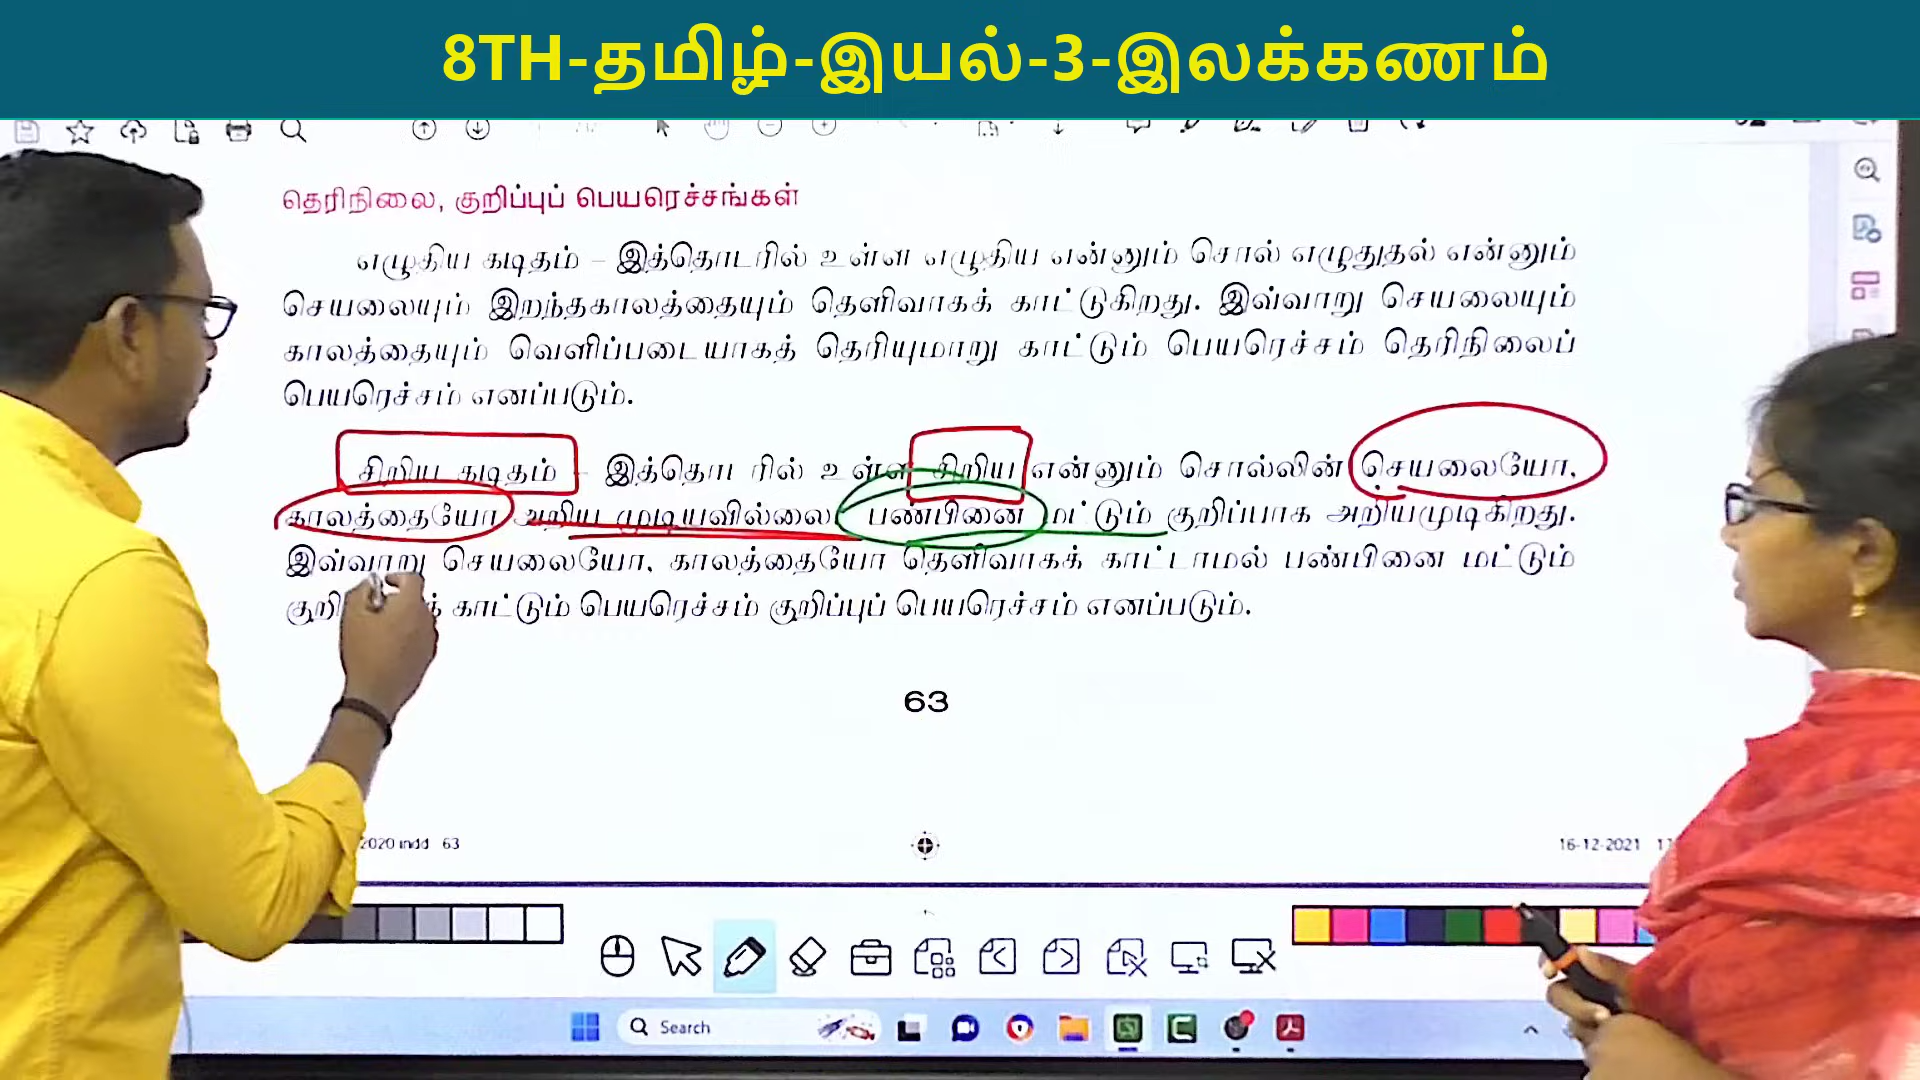 8TH-தமிழ்-இயல்-3-இலக்கணம்
தெரிநிலை, குறிப்புப் பெயரெச்சங்கள்
எழுதிய கடிதம் – இத்தொடரில் உள்ள எழுதிய என்னும் சொல் எழுதுதல் என்னும்
செயலையும் இறந்தகாலத்தையும் தெளிவாகக் காட்டுகிறது. இவ்வாறு செயலையும்
காலத்தையும் வெளிப்படையாகத் தெரியுமாறு காட்டும் பெயரெச்சம் தெரிநிலைப்
பெயரெச்சம் எனப்படும்.
சிறிய கடிதம் – இத்தொடரில் உள்ள சிறிய என்னும் சொல்லின் செயலையோ,
காலத்தையோ அறிய முடியவில்லை பண்பினை மட்டும் குறிப்பாக அறியமுடிகிறது.
இவ்வாறு செயலையோ, காலத்தையோ தெளிவாகக் காட்டாமல் பண்பினை மட்டும்
காட்டும் பெயரெச்சம் குறிப்புப் பெயரெச்சம் எனப்படும்.
63
2020 indd 63
16-12-2021
Search